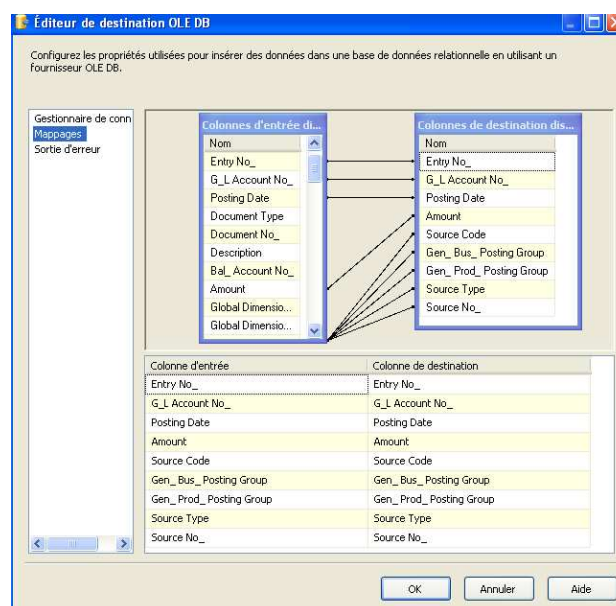 Éditeur de destination OLE DB
Configurez les propriétés utilisées pour insérer des données dans une base de données relationnelle en utilisant un
fournisseur OLE DB.
Gestionnaire de conn
Mappages
Sortie d'erreur
Colonnes d'entrée di...
Nom
Entry No_
G_L Account No_
Posting Date
Document Type
Document No_
Description
Bal_ Account No_
Amount
Global Dimensio...
Global Dimensio...
Colonnes de destination dis...
Nom
Entry No_
G_L Account No_
Posting Date
Amount
Source Code
Gen_ Bus_ Posting Group
Gen_ Prod_ Posting Group
Source Type
Source No_
Colonne d'entrée Colonne de destination
Entry No_ Entry No_
G_L Account No_ G_L Account No_
Posting Date Posting Date
Amount Amount
Source Code Source Code
Gen_ Bus_ Posting Group Gen_ Bus_ Posting Group
Gen_ Prod_ Posting Group Gen_ Prod_ Posting Group
Source Type Source Type
Source No_ Source No_
OK Annuler Aide